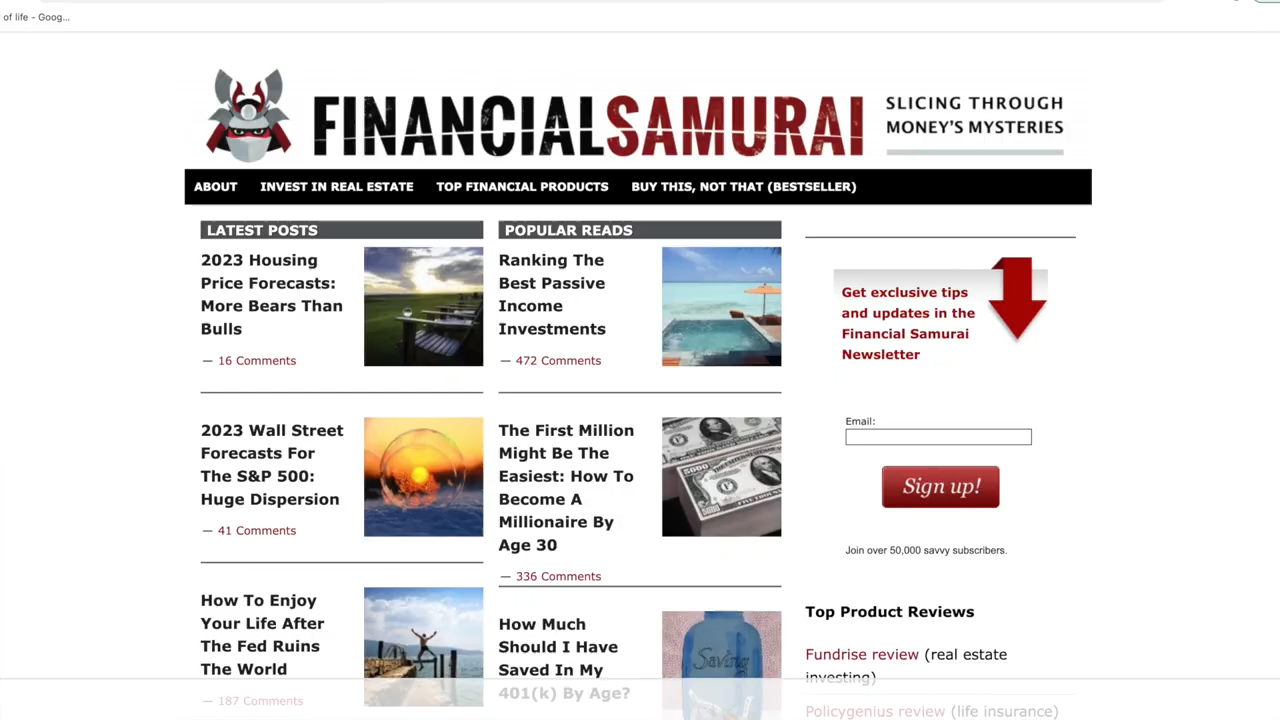 of life - Goog...
FINANCIALSAMURAI
SLICING THROUGH
MONEY'S MYSTERIES
ABOUT INVEST IN REAL ESTATE TOP FINANCIAL PRODUCTS BUY THIS, NOT THAT (BESTSELLER)
LATEST POSTS
2023 Housing
Price Forecasts:
More Bears Than
Bulls
— 16 Comments
2023 Wall Street
Forecasts For
The S&P 500:
Huge Dispersion
— 41 Comments
How To Enjoy
Your Life After
The Fed Ruins
The World
— 187 Comments
POPULAR READS
Ranking The
Best Passive
Income
Investments
— 472 Comments
The First Million
Might Be The
Easiest: How To
Become A
Millionaire By
Age 30
— 336 Comments
5000
How Much
Should I Have
Saved In My
401(k) By Age?
Savings
Get exclusive tips
and updates in the
Financial Samurai
Newsletter
Email:
Sign up!
Join over 50,000 savvy subscribers.
Top Product Reviews
Fundrise review (real estate
investing)
Policygenius review (life insurance)